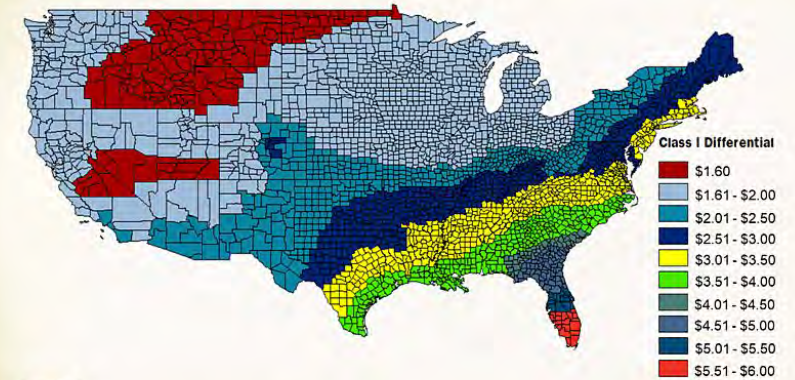 Class I Differential
$1.60
$1.61 - $2.00
$2.01 - $2.50
$2.51 - $3.00
$3.01 - $3.50
$3.51 - $4.00
$4.01 - $4.50
$4.51 - $5.00
$5.01 - $5.50
$5.51 - $6.00